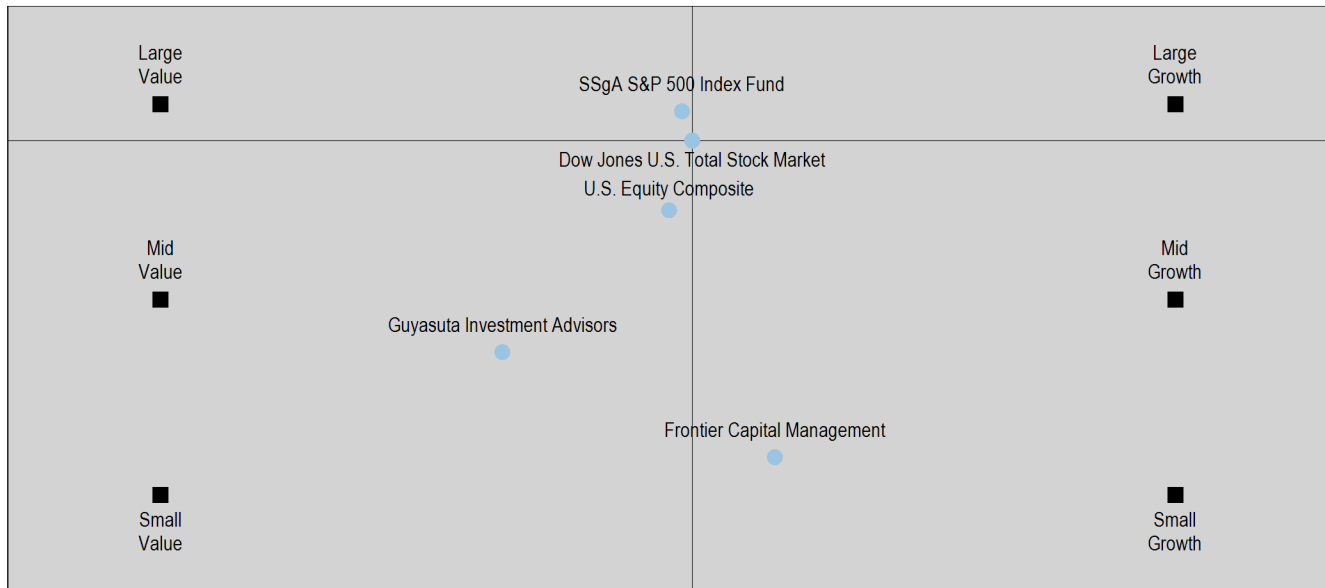 Large
Value
Large
Growth
SSgA S&P 500 Index Fund
Dow Jones U.S. Total Stock Market
U.S. Equity Composite
Mid
Value
Mid
Growth
Guyasuta Investment Advisors
Frontier Capital Management
Small
Value
Small
Growth